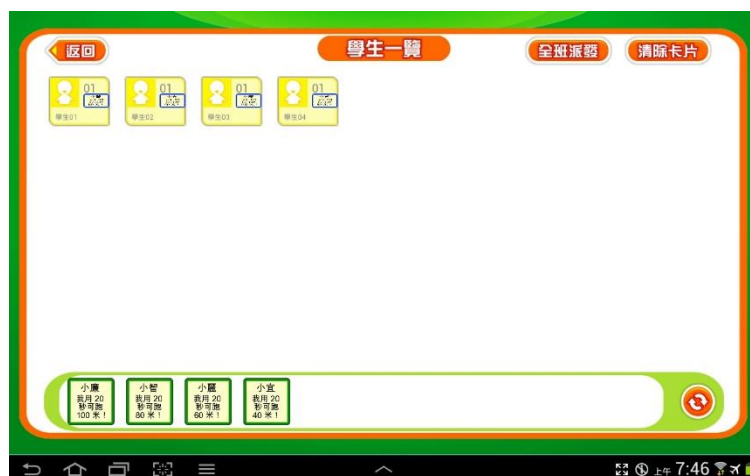 返回
學生一覽
全班派發
清除卡片
01
學生01
01
學生02
01
學生03
01
學生04
小廉
我用 20
秒可跑
100 米！
小智
我用 20
秒可跑
80 米！
小麗
我用 20
秒可跑
60 米！
小宜
我用 20
秒可跑
40 米！
上午 7:46